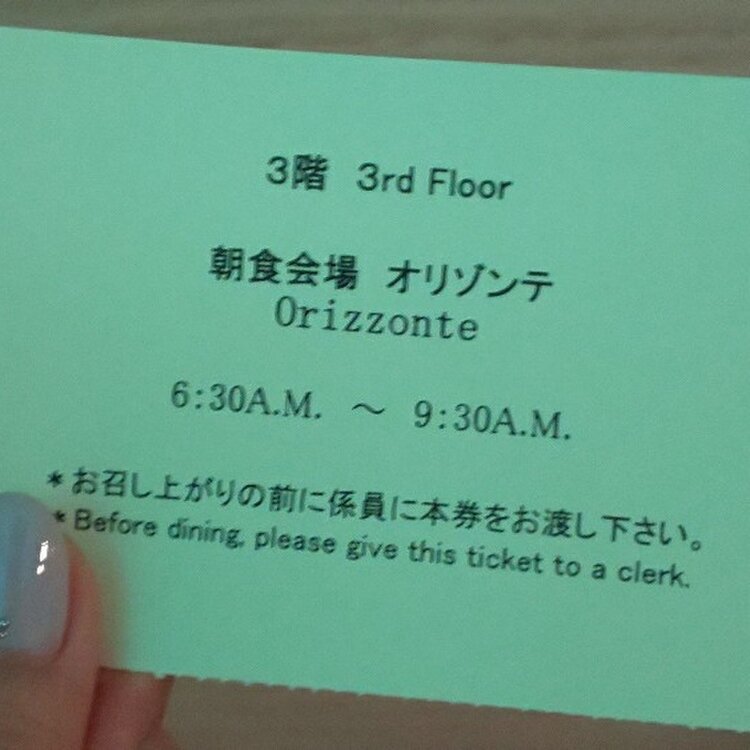 3階 3rd Floor
朝食会場 オリゾンテ
Orizzonte
6:30A.M. ～ 9:30A.M.
*お召し上がりの前に係員に本券をお渡し下さい。
*Before dining, please give this ticket to a clerk.